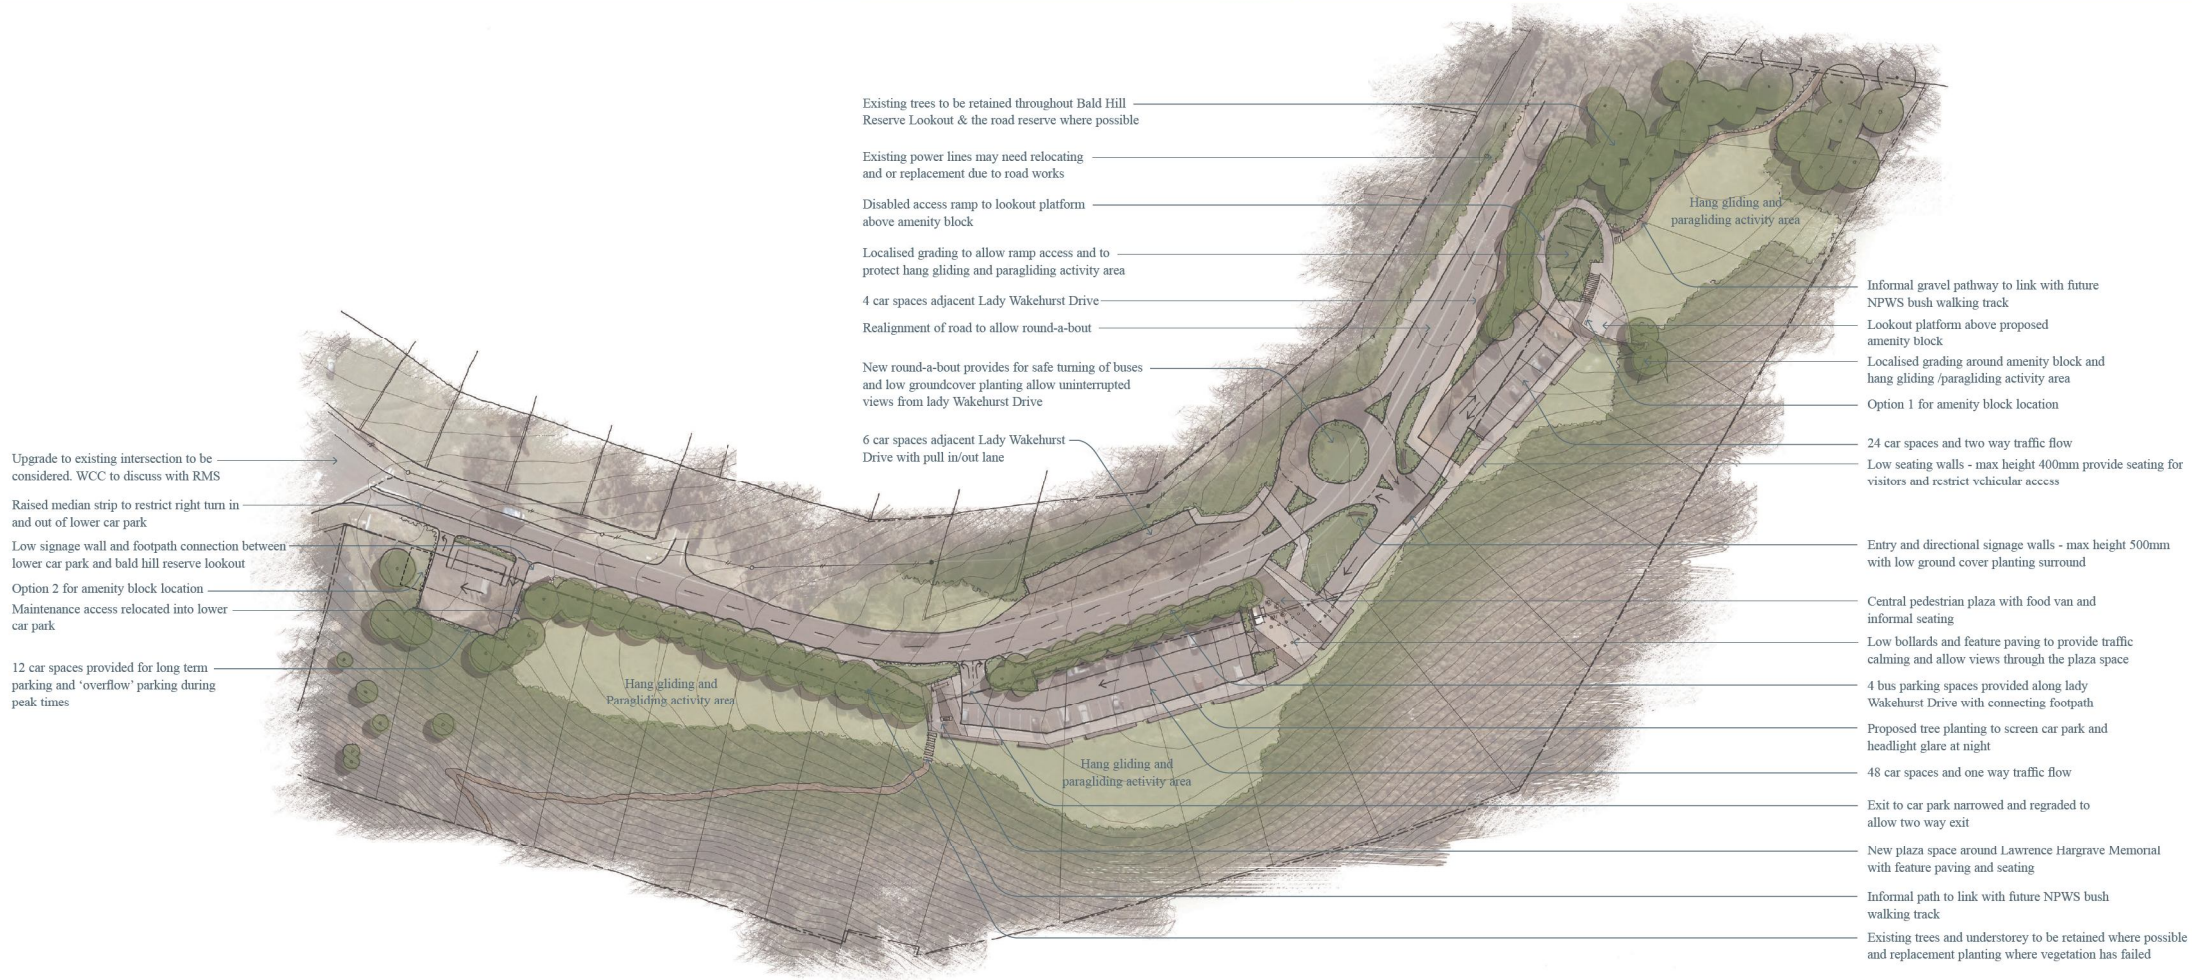 Existing trees to be retained throughout Bald Hill
Reserve Lookout & the road reserve where possible
Existing power lines may need relocating
and or replacement due to road works
Disabled access ramp to lookout platform
above amenity block
Localised grading to allow ramp access and to
protect hang gliding and paragliding activity area
4 car spaces adjacent Lady Wakehurst Drive
Realignment of road to allow round-a-bout
New round-a-bout provides for safe turning of buses
and low groundcover planting allow uninterrupted
views from lady Wakehurst Drive
6 car spaces adjacent Lady Wakehurst
Drive with pull in/out lane
Upgrade to existing intersection to be
considered. WCC to discuss with RMS
Raised median strip to restrict right turn in
and out of lower car park
Low signage wall and footpath connection between
lower car park and bald hill reserve lookout
Option 2 for amenity block location
Maintenance access relocated into lower
car park
12 car spaces provided for long term
parking and ‘overflow’ parking during
peak times
Hang gliding and
Paragliding activity area
Hang gliding and
paragliding activity area
Hang gliding and
paragliding activity area
Informal gravel pathway to link with future
NPWS bush walking track
Lookout platform above proposed
amenity block
Localised grading around amenity block and
hang gliding /paragliding activity area
Option 1 for amenity block location
24 car spaces and two way traffic flow
Low seating walls - max height 400mm provide seating for
visitors and restrict vehicular access
Entry and directional signage walls - max height 500mm
with low ground cover planting surround
Central pedestrian plaza with food van and
informal seating
Low bollards and feature paving to provide traffic
calming and allow views through the plaza space
4 bus parking spaces provided along lady
Wakehurst Drive with connecting footpath
Proposed tree planting to screen car park and
headlight glare at night
48 car spaces and one way traffic flow
Exit to car park narrowed and regraded to
allow two way exit
New plaza space around Lawrence Hargrave Memorial
with feature paving and seating
Informal path to link with future NPWS bush
walking track
Existing trees and understorey to be retained where possible
and replacement planting where vegetation has failed